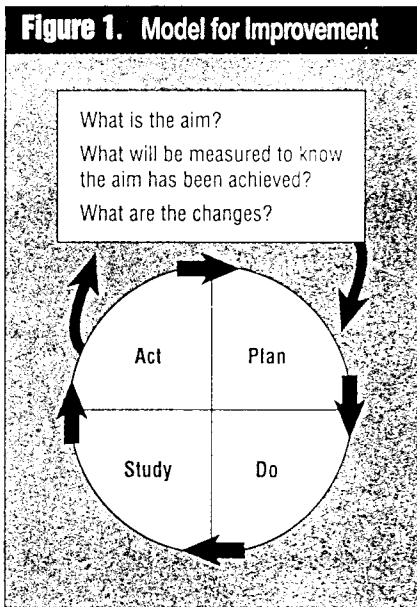 Figure 1. Model for Improvement
What is the aim?
What will be measured to know
the aim has been achieved?
What are the changes?
Act
Plan
Study
Do